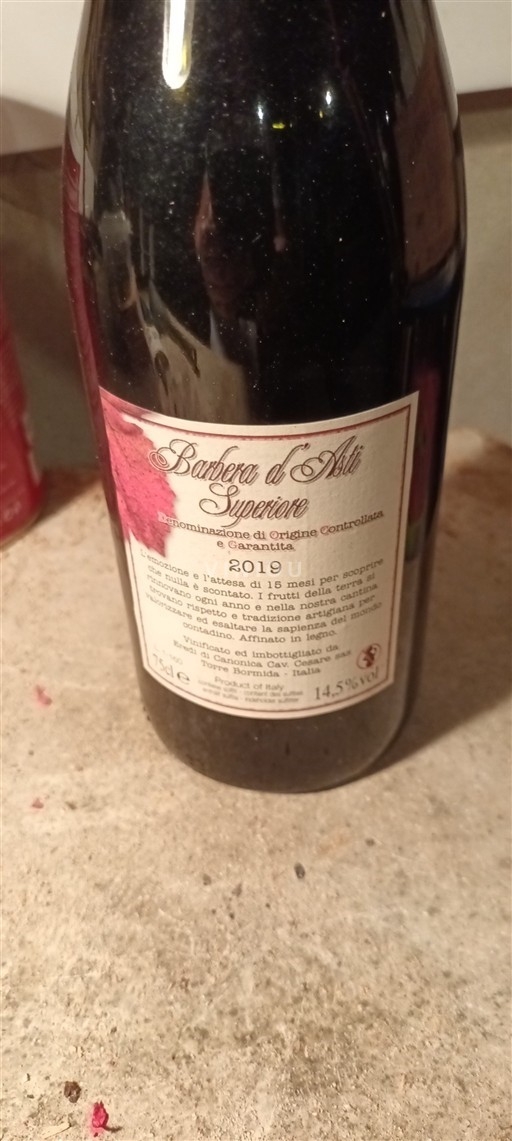 Barbera d'Asti
Superiore
Denominazione di Origine Controllata
e Garantita
2019
L'emozione e l'attesa di 15 mesi per scoprire
che nulla è scontato. I frutti della terra si
rinnovano ogni anno e nella nostra cantina
trovano rispetto e tradizione artigiana per
valorizzare ed esaltare la sapienza del mondo
contadino. Affinato in legno.
Vinificato ed imbottigliato da
Eredi di Canonica Cav. Cesare sas
Torre Bormida - Italia
75cl e
Product of Italy
14,5%vol